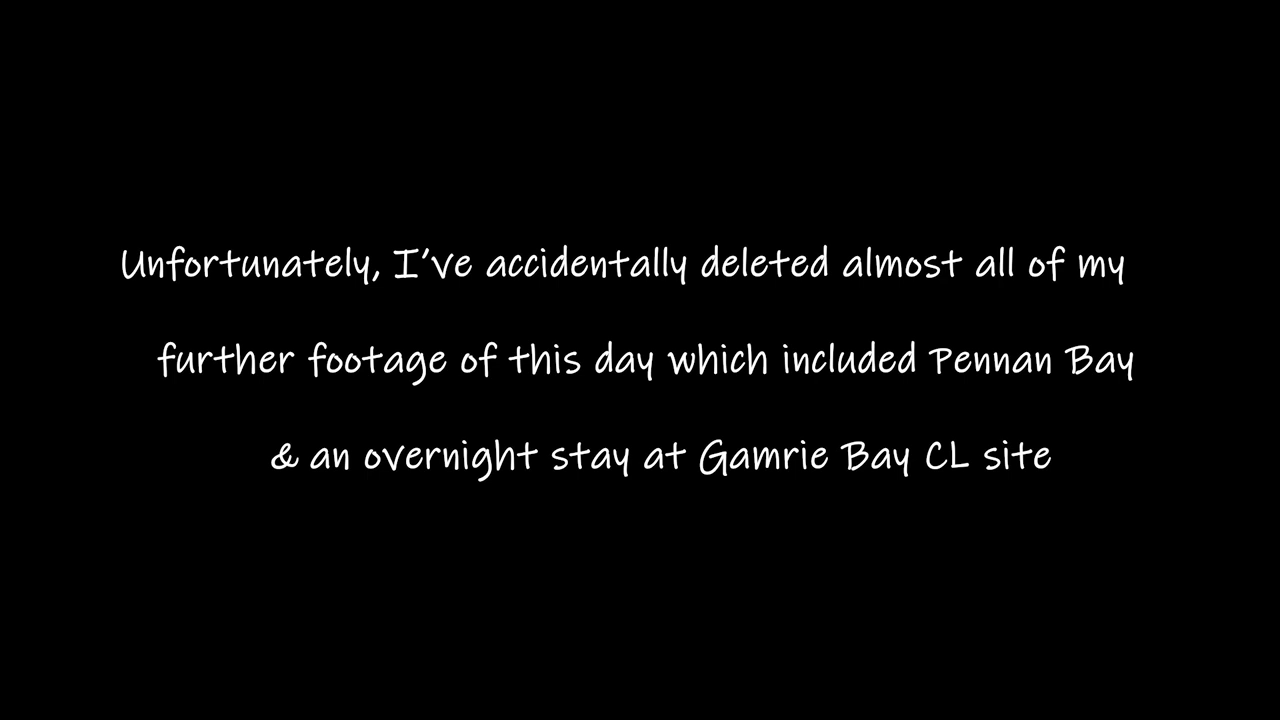 Unfortunately, I've accidentally deleted almost all of my
further footage of this day which included Pennan Bay
& an overnight stay at Gamrie Bay CL site